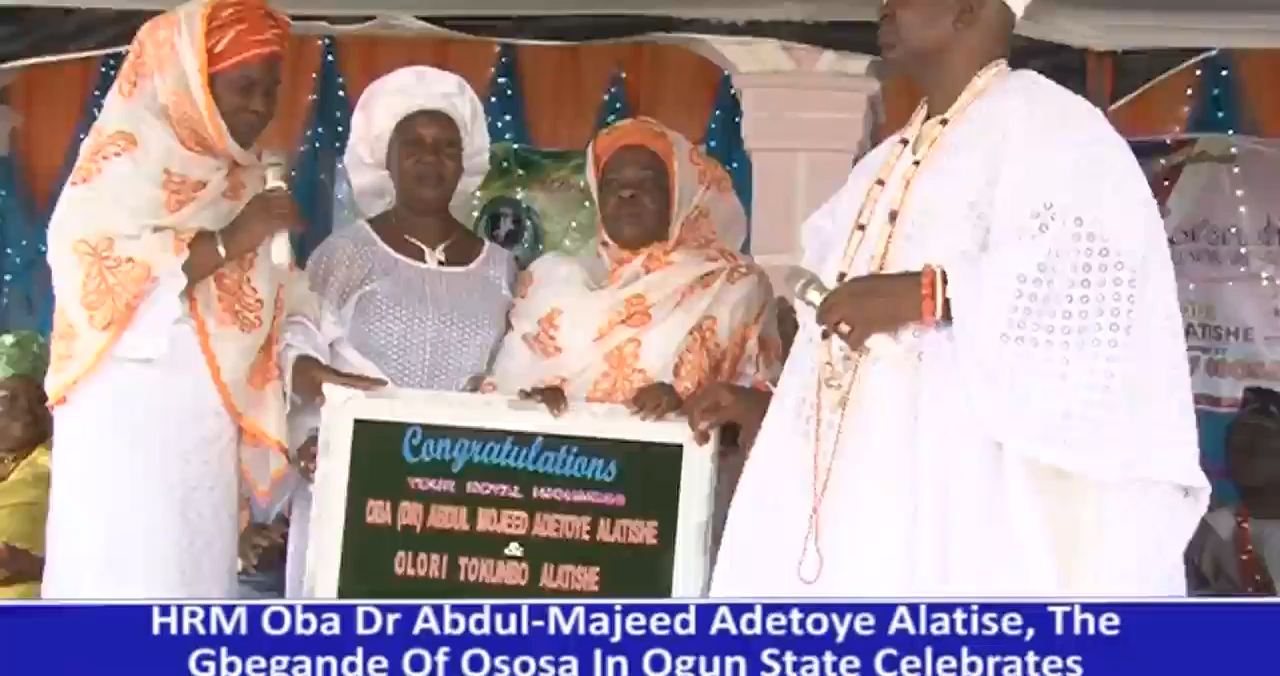 Congratulations
YOUR ROYAL HIGHNESS
OBA (DR) ABDUL MOJEED ADETOYE ALATISHE
&
OLORI TOKUNBO ALATISHE
ATISHE
HRM Oba Dr Abdul-Majeed Adetoye Alatise, The
Gbegande Of Ososa In Ogun State Celebrates